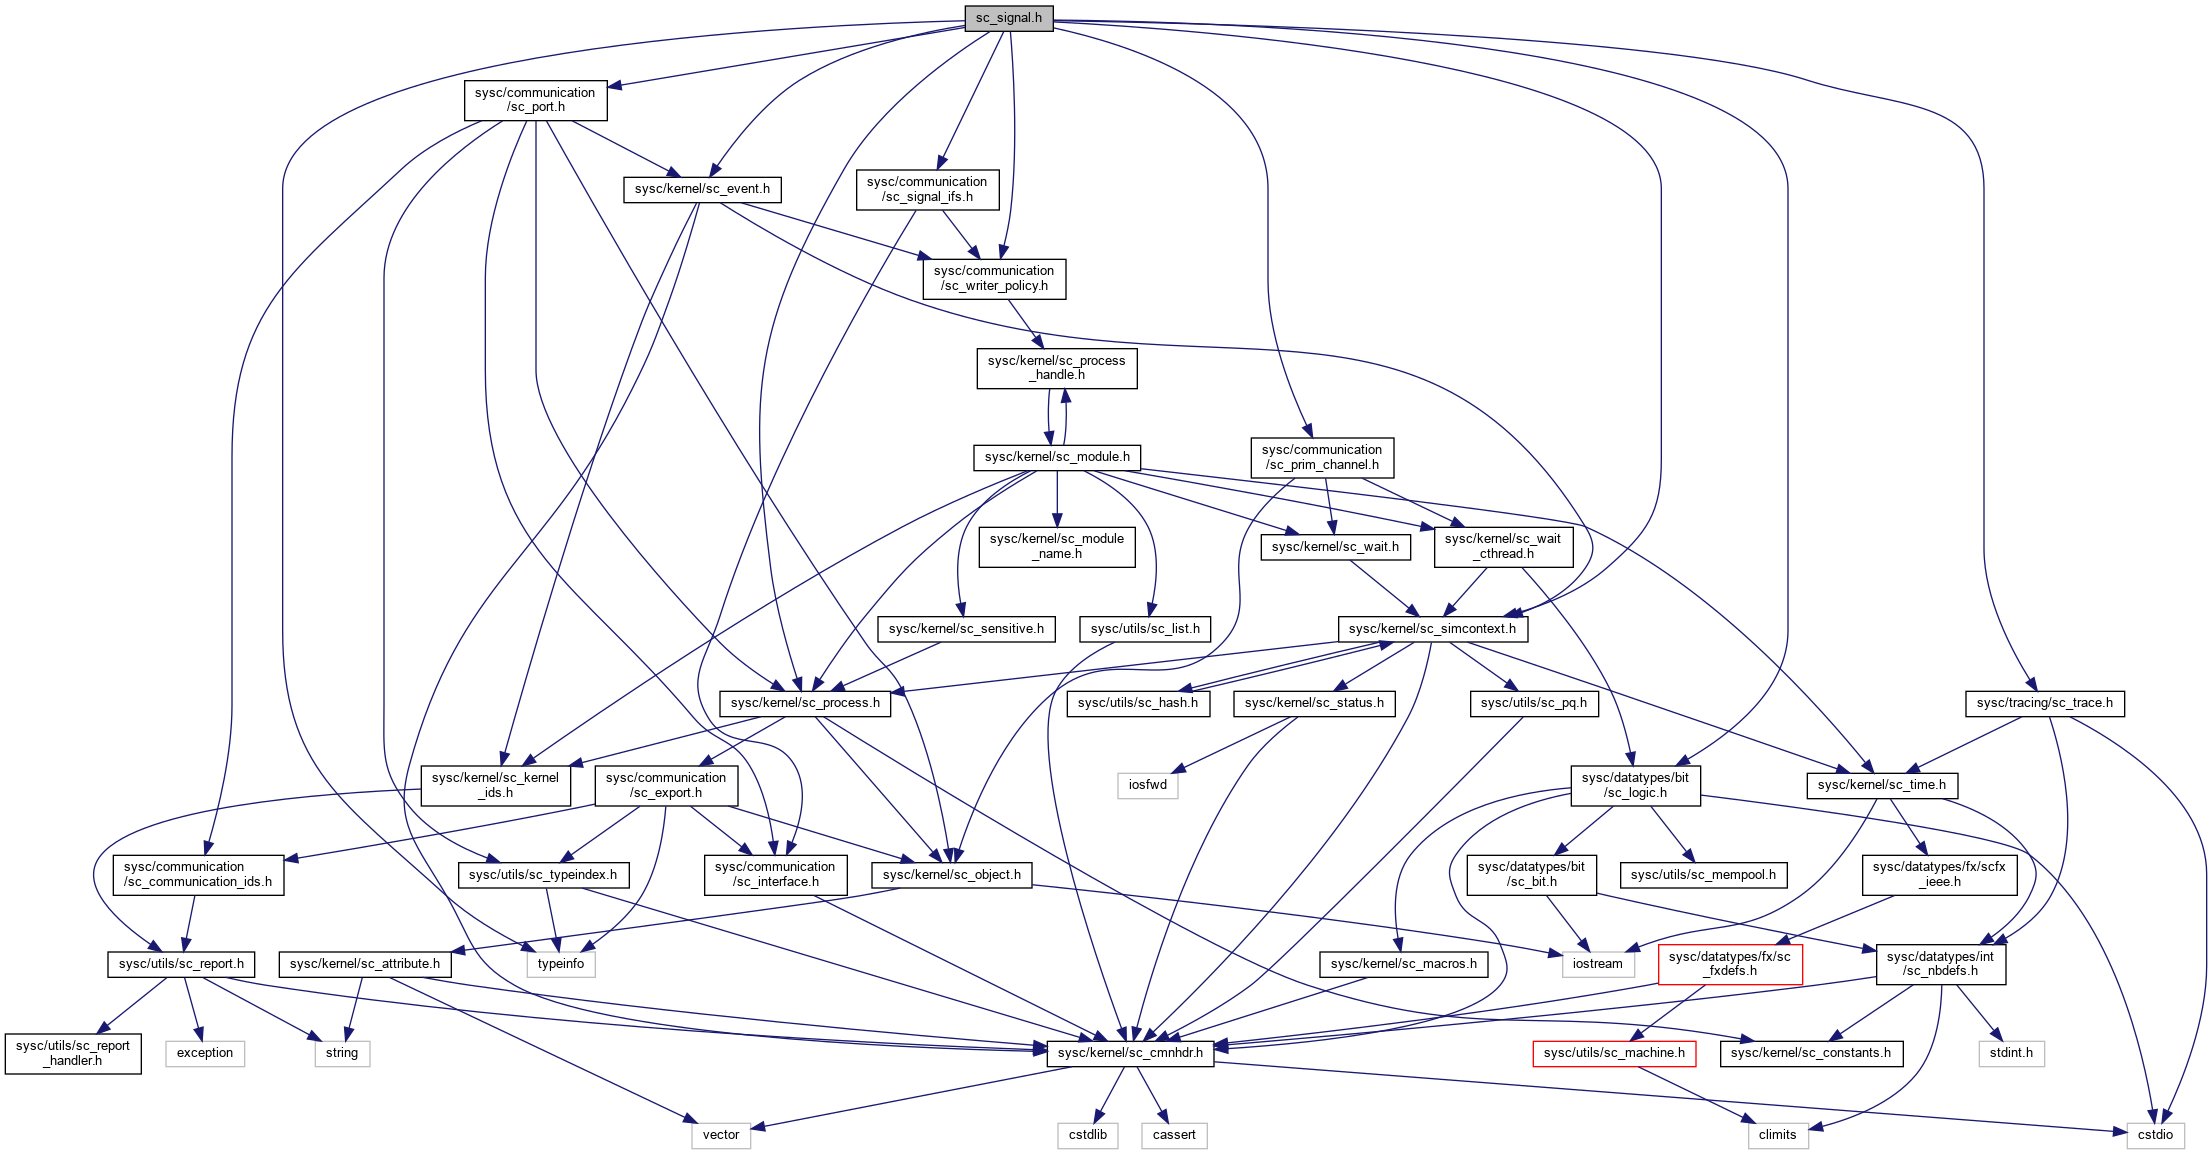 sc_signal.h
sysc/communication
/sc_port.h
sysc/kernel/sc_event.h
sysc/communication
/sc_signal_ifs.h
sysc/communication
/sc_writer_policy.h
sysc/kernel/sc_process
_handle.h
sysc/kernel/sc_module.h
sysc/communication
/sc_prim_channel.h
sysc/kernel/sc_module
_name.h
sysc/kernel/sc_wait.h
sysc/kernel/sc_wait
_cthread.h
sysc/kernel/sc_sensitive.h
sysc/utils/sc_list.h
sysc/kernel/sc_simcontext.h
sysc/kernel/sc_process.h
sysc/utils/sc_hash.h
sysc/kernel/sc_status.h
sysc/utils/sc_pq.h
sysc/tracing/sc_trace.h
sysc/kernel/sc_kernel
_ids.h
sysc/communication
/sc_export.h
iosfwd
sysc/datatypes/bit
/sc_logic.h
sysc/kernel/sc_time.h
sysc/communication
/sc_communication_ids.h
sysc/utils/sc_typeindex.h
sysc/communication
/sc_interface.h
sysc/kernel/sc_object.h
sysc/datatypes/bit
/sc_bit.h
sysc/utils/sc_mempool.h
sysc/datatypes/fx/scfx
_ieee.h
sysc/utils/sc_report.h
sysc/kernel/sc_attribute.h
typeinfo
sysc/kernel/sc_macros.h
iostream
sysc/datatypes/fx/sc
_fxdefs.h
sysc/datatypes/int
/sc_nbdefs.h
sysc/utils/sc_report
_handler.h
exception
string
sysc/kernel/sc_cmnhdr.h
sysc/utils/sc_machine.h
sysc/kernel/sc_constants.h
stdint.h
vector
cstdlib
cassert
climits
cstdio